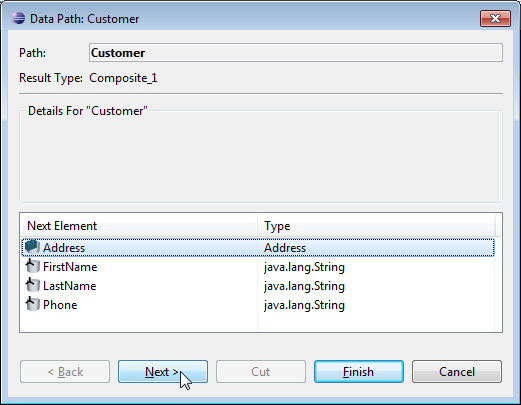 Data Path: Customer
Path: Customer
Result Type: Composite_1
Details For "Customer"
Next Element Type
Address Address
FirstName java.lang.String
LastName java.lang.String
Phone java.lang.String
< Back Next > Cut Finish Cancel